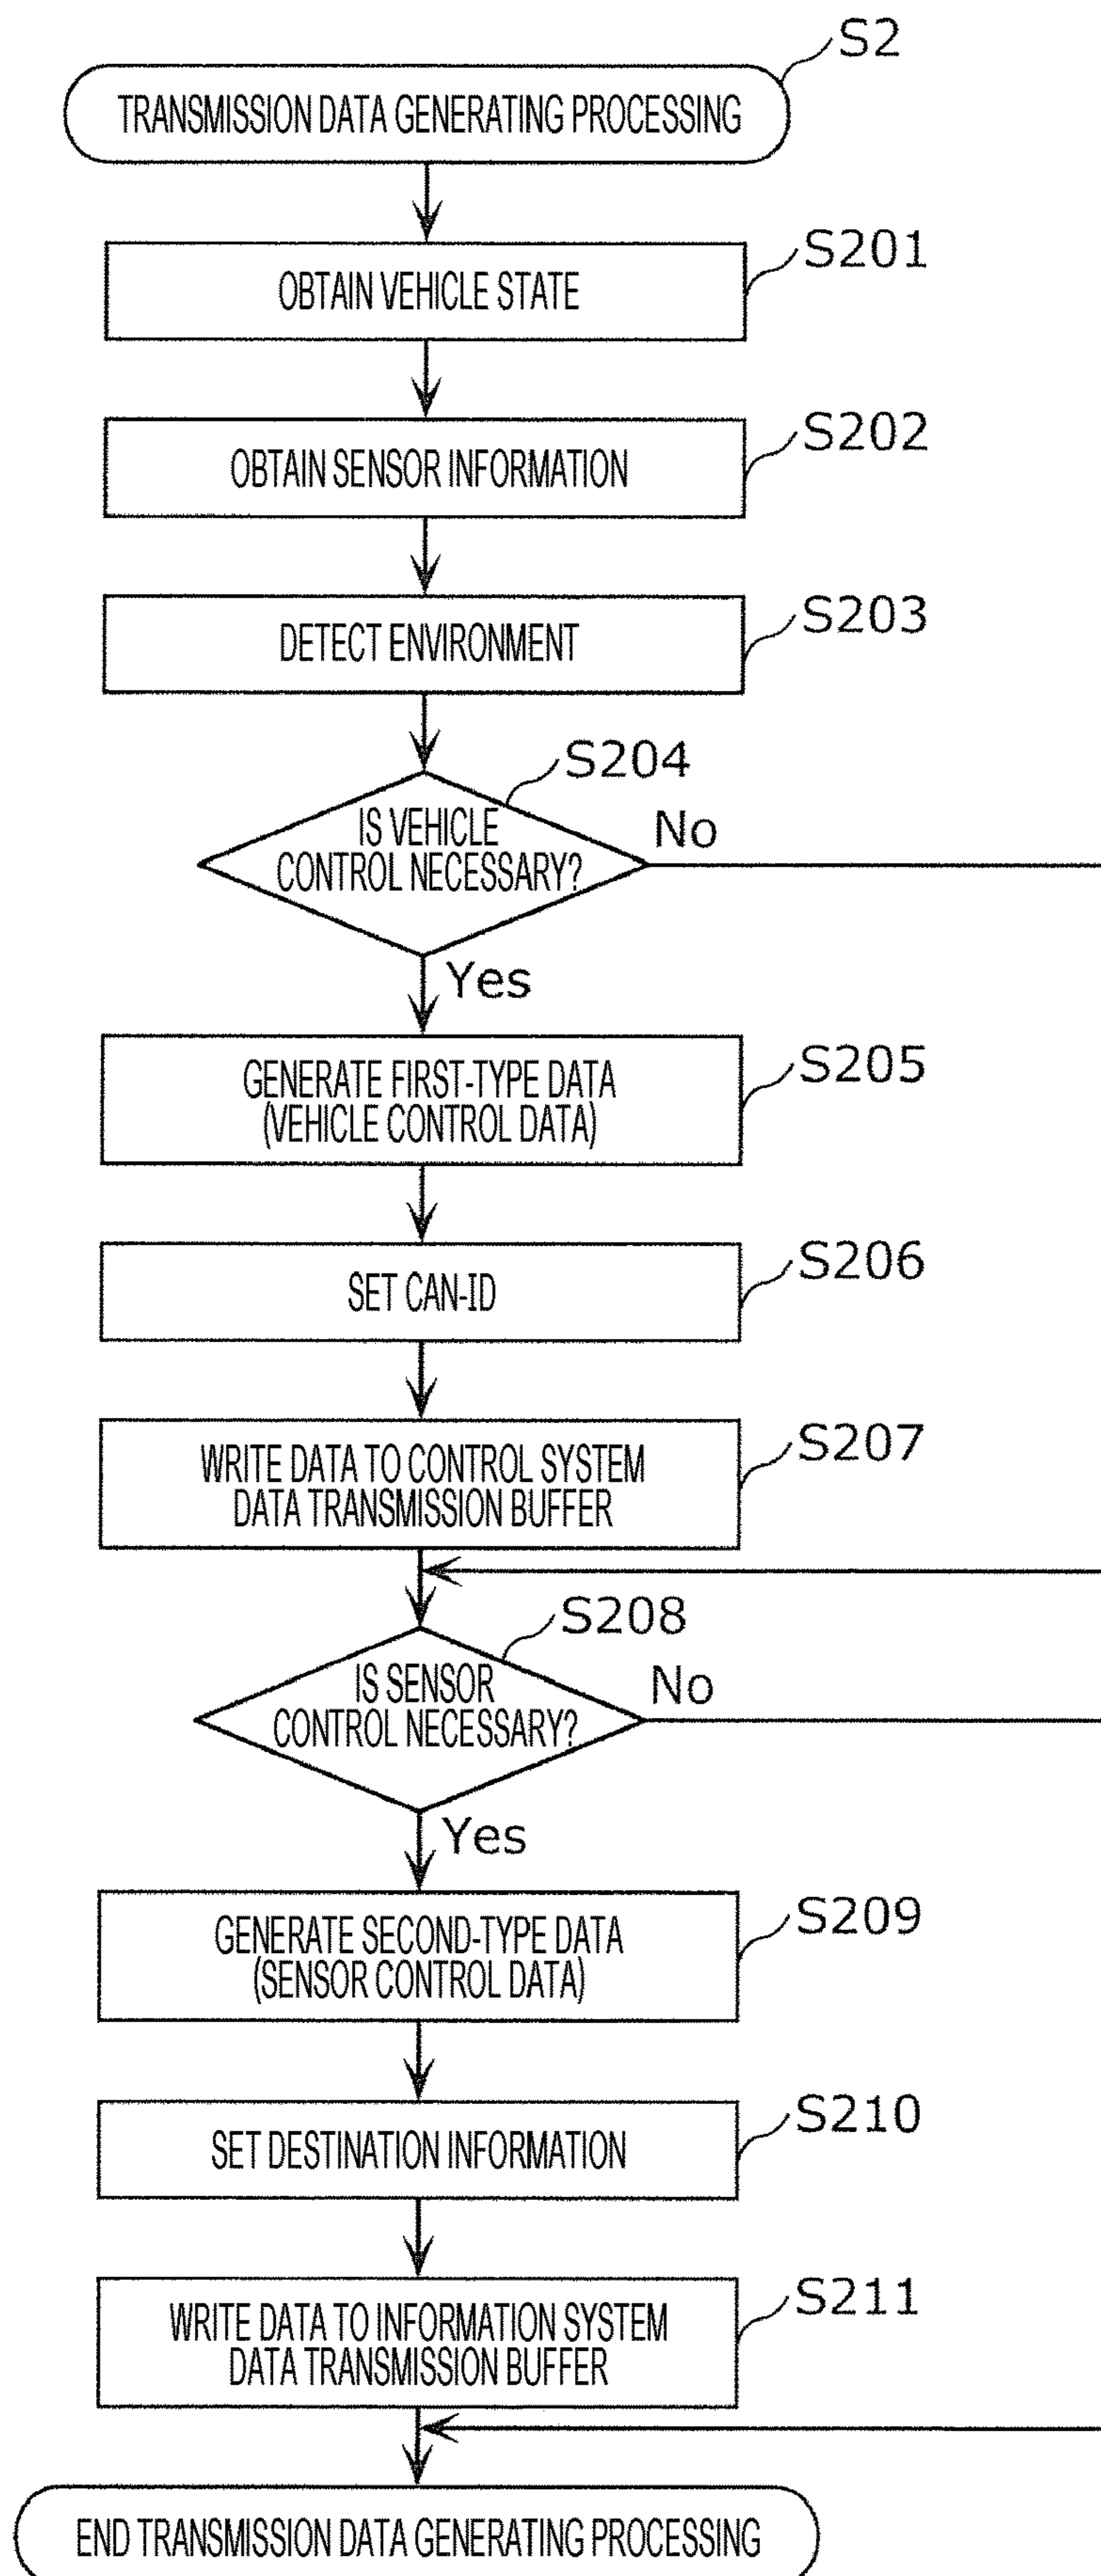 S2
TRANSMISSION DATA GENERATING PROCESSING
S201
OBTAIN VEHICLE STATE
S202
OBTAIN SENSOR INFORMATION
S203
DETECT ENVIRONMENT
S204
IS VEHICLE
CONTROL NECESSARY?
No
Yes
S205
GENERATE FIRST-TYPE DATA
(VEHICLE CONTROL DATA)
S206
SET CAN-ID
S207
WRITE DATA TO CONTROL SYSTEM
DATA TRANSMISSION BUFFER
S208
IS SENSOR
CONTROL NECESSARY?
No
Yes
S209
GENERATE SECOND-TYPE DATA
(SENSOR CONTROL DATA)
S210
SET DESTINATION INFORMATION
S211
WRITE DATA TO INFORMATION SYSTEM
DATA TRANSMISSION BUFFER
END TRANSMISSION DATA GENERATING PROCESSING